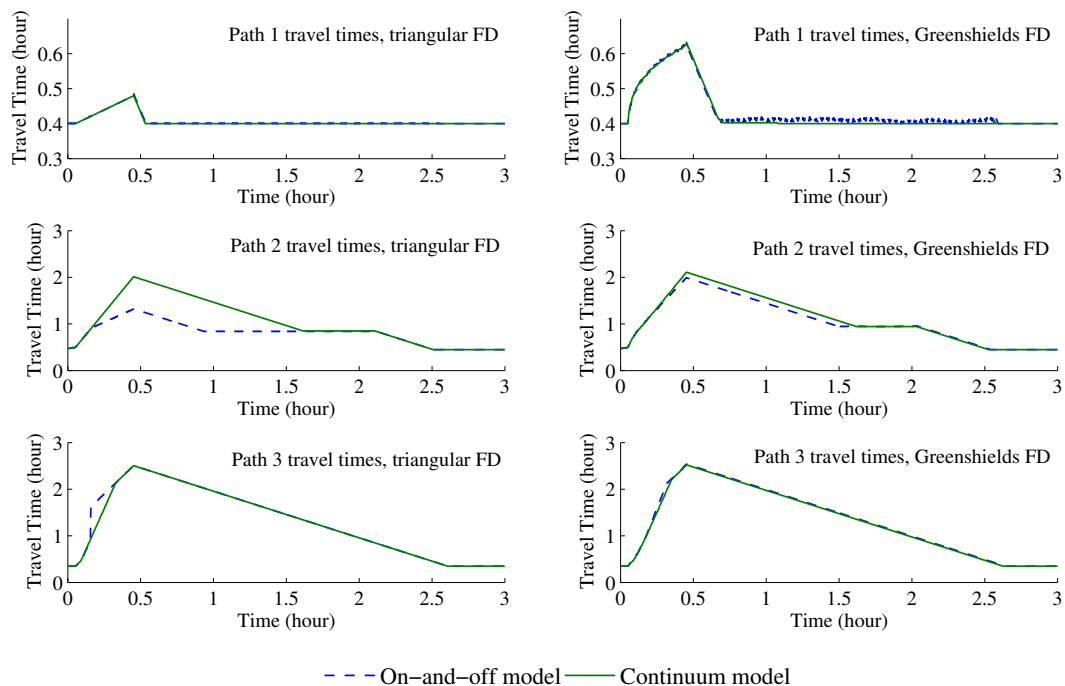 Path 1 travel times, triangular FD
Travel Time (hour)
0.6
0.5
0.4
0.3
0 0.5 1 1.5 2 2.5 3
Time (hour)
Path 1 travel times, Greenshields FD
Travel Time (hour)
0.6
0.5
0.4
0.3
0 0.5 1 1.5 2 2.5 3
Time (hour)
Path 2 travel times, triangular FD
Travel Time (hour)
3
2
1
0
0 0.5 1 1.5 2 2.5 3
Time (hour)
Path 2 travel times, Greenshields FD
Travel Time (hour)
3
2
1
0
0 0.5 1 1.5 2 2.5 3
Time (hour)
Path 3 travel times, triangular FD
Travel Time (hour)
3
2
1
0
0 0.5 1 1.5 2 2.5 3
Time (hour)
Path 3 travel times, Greenshields FD
Travel Time (hour)
3
2
1
0
0 0.5 1 1.5 2 2.5 3
Time (hour)
On−and−off model Continuum model